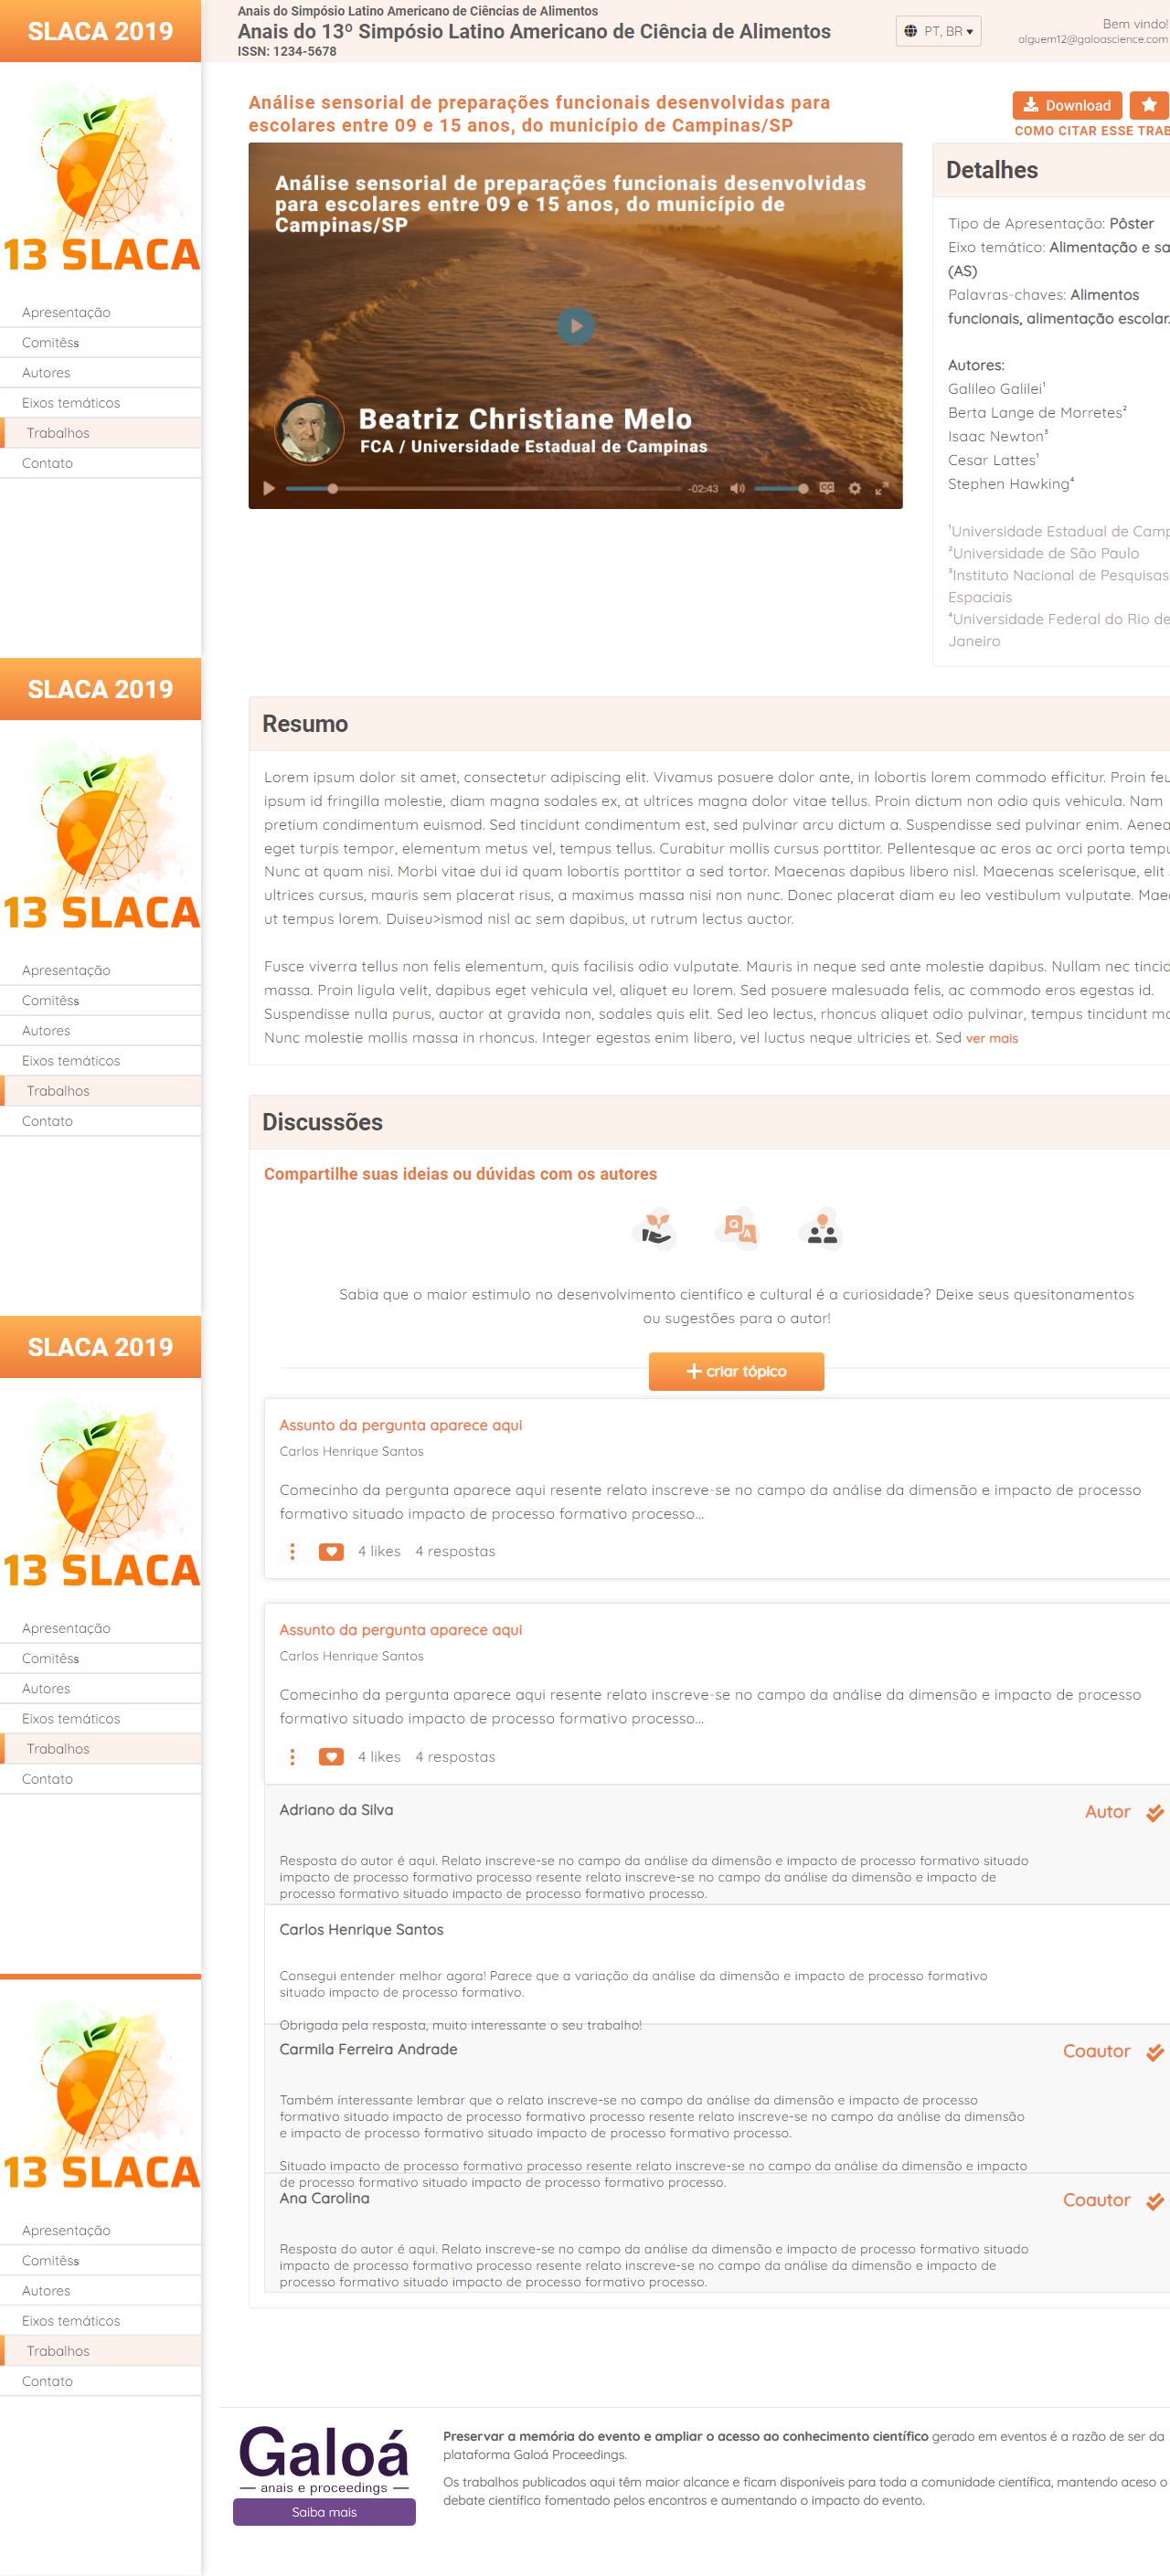 SLACA 2019
Anais do Simpósio Latino Americano de Ciências de Alimentos
Anais do 13º Simpósio Latino Americano de Ciência de Alimentos
ISSN: 1234-5678
PT, BR
Bem vindo!
alguem12@galoascience.com
13 SLACA
Apresentação
Comitêss
Autores
Eixos temáticos
Trabalhos
Contato
Análise sensorial de preparações funcionais desenvolvidas para
escolares entre 09 e 15 anos, do município de Campinas/SP
Download
COMO CITAR ESSE TRAB
Análise sensorial de preparações funcionais desenvolvidas
para escolares entre 09 e 15 anos, do município de
Campinas/SP
Beatriz Christiane Melo
FCA / Universidade Estadual de Campinas
-02:43
CC
Detalhes
Tipo de Apresentação: Pôster
Eixo temático: Alimentação e sa
(AS)
Palavras-chaves: Alimentos
funcionais, alimentação escolar.
Autores:
Galileo Galilei¹
Berta Lange de Morretes²
Isaac Newton³
Cesar Lattes¹
Stephen Hawking⁴
¹Universidade Estadual de Camp
²Universidade de São Paulo
³Instituto Nacional de Pesquisas
Espaciais
⁴Universidade Federal do Rio de
Janeiro
SLACA 2019
13 SLACA
Apresentação
Comitêss
Autores
Eixos temáticos
Trabalhos
Contato
Resumo
Lorem ipsum dolor sit amet, consectetur adipiscing elit. Vivamus posuere dolor ante, in lobortis lorem commodo efficitur. Proin feu
ipsum id fringilla molestie, diam magna sodales ex, at ultrices magna dolor vitae tellus. Proin dictum non odio quis vehicula. Nam
pretium condimentum euismod. Sed tincidunt condimentum est, sed pulvinar arcu dictum a. Suspendisse sed pulvinar enim. Aenea
eget turpis tempor, elementum metus vel, tempus tellus. Curabitur mollis cursus porttitor. Pellentesque ac eros ac orci porta tempu
Nunc at quam nisi. Morbi vitae dui id quam lobortis porttitor a sed tortor. Maecenas dapibus libero nisl. Maecenas scelerisque, elit
ultrices cursus, mauris sem placerat risus, a maximus massa nisi non nunc. Donec placerat diam eu leo vestibulum vulputate. Mae
ut tempus lorem. Duiseu>ismod nisl ac sem dapibus, ut rutrum lectus auctor.
Fusce viverra tellus non felis elementum, quis facilisis odio vulputate. Mauris in neque sed ante molestie dapibus. Nullam nec tincid
massa. Proin ligula velit, dapibus eget vehicula vel, aliquet eu lorem. Sed posuere malesuada felis, ac commodo eros egestas id.
Suspendisse nulla purus, auctor at gravida non, sodales quis elit. Sed leo lectus, rhoncus aliquet odio pulvinar, tempus tincidunt mo
Nunc molestie mollis massa in rhoncus. Integer egestas enim libero, vel luctus neque ultricies et. Sed ver mais
Discussões
Compartilhe suas ideias ou dúvidas com os autores
Q
A
Sabia que o maior estimulo no desenvolvimento cientifico e cultural é a curiosidade? Deixe seus quesitonamentos
ou sugestões para o autor!
criar tópico
SLACA 2019
13 SLACA
Apresentação
Comitêss
Autores
Eixos temáticos
Trabalhos
Contato
Assunto da pergunta aparece aqui
Carlos Henrique Santos
Comecinho da pergunta aparece aqui resente relato inscreve-se no campo da análise da dimensão e impacto de processo
formativo situado impacto de processo formativo processo...
4 likes 4 respostas
Assunto da pergunta aparece aqui
Carlos Henrique Santos
Comecinho da pergunta aparece aqui resente relato inscreve-se no campo da análise da dimensão e impacto de processo
formativo situado impacto de processo formativo processo...
4 likes 4 respostas
Adriano da Silva
Autor
Resposta do autor é aqui. Relato inscreve-se no campo da análise da dimensão e impacto de processo formativo situado
impacto de processo formativo processo resente relato inscreve-se no campo da análise da dimensão e impacto de
processo formativo situado impacto de processo formativo processo.
Carlos Henrique Santos
Consegui entender melhor agora! Parece que a variação da análise da dimensão e impacto de processo formativo
situado impacto de processo formativo.
Obrigada pela resposta, muito interessante o seu trabalho!
Carmila Ferreira Andrade
Coautor
Também ínteressante lembrar que o relato inscreve-se no campo da análise da dimensão e impacto de processo
formativo situado impacto de processo formativo processo resente relato inscreve-se no campo da análise da dimensão
e impacto de processo formativo situado impacto de processo formativo processo.
Situado impacto de processo formativo processo resente relato inscreve-se no campo da análise da dimensão e impacto
de processo formativo situado impacto de processo formativo processo.
Ana Carolina
Coautor
Resposta do autor é aqui. Relato inscreve-se no campo da análise da dimensão e impacto de processo formativo situado
impacto de processo formativo processo resente relato inscreve-se no campo da análise da dimensão e impacto de
processo formativo situado impacto de processo formativo processo.
13 SLACA
Apresentação
Comitêss
Autores
Eixos temáticos
Trabalhos
Contato
Galoá
anais e proceedings
Saiba mais
Preservar a memória do evento e ampliar o acesso ao conhecimento científico gerado em eventos é a razão de ser da
plataforma Galoá Proceedings.
Os trabalhos publicados aqui têm maior alcance e ficam disponíveis para toda a comunidade científica, mantendo aceso o
debate científico fomentado pelos encontros e aumentando o impacto do evento.